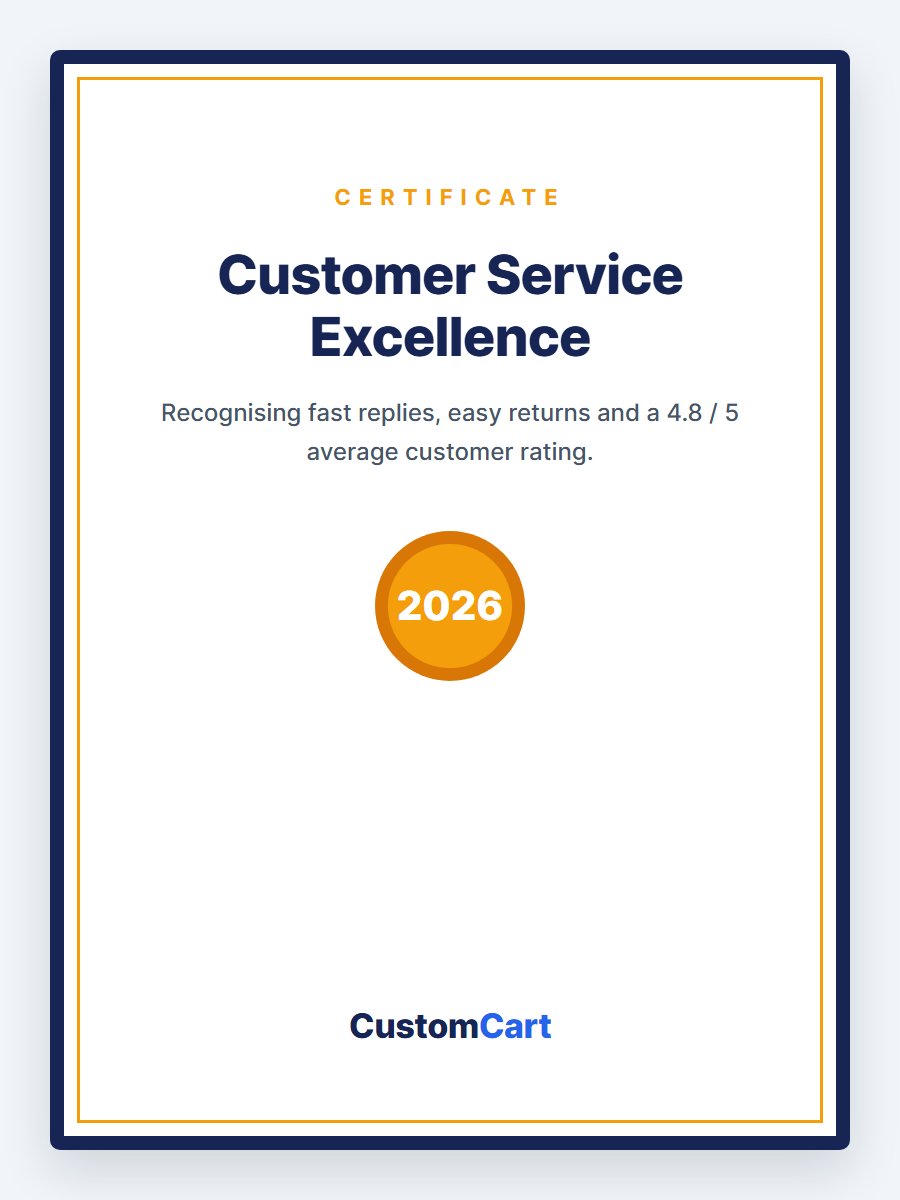 CERTIFICATE
Customer Service
Excellence
Recognising fast replies, easy returns and a 4.8 / 5
average customer rating.
2026
CustomCart